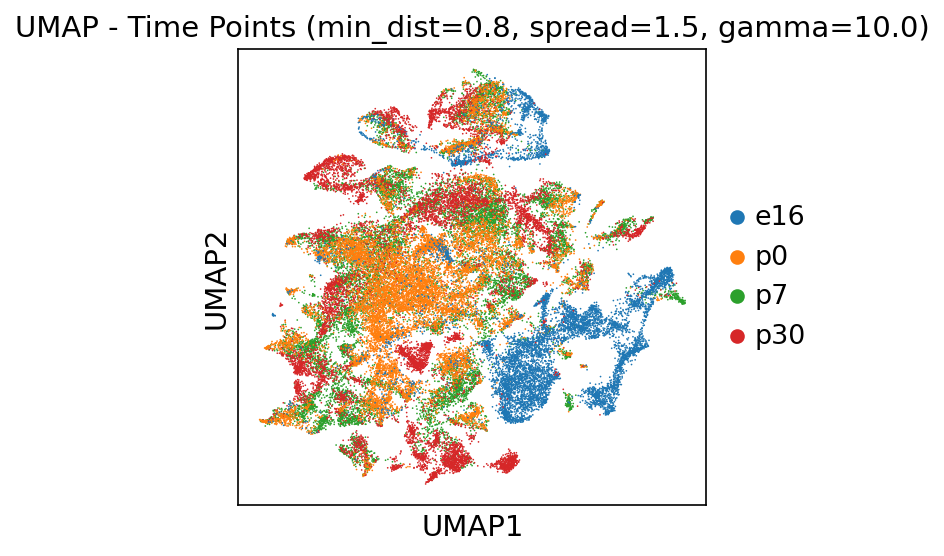 UMAP - Time Points (min_dist=0.8, spread=1.5, gamma=10.0)
UMAP2
e16
p0
p7
p30
UMAP1